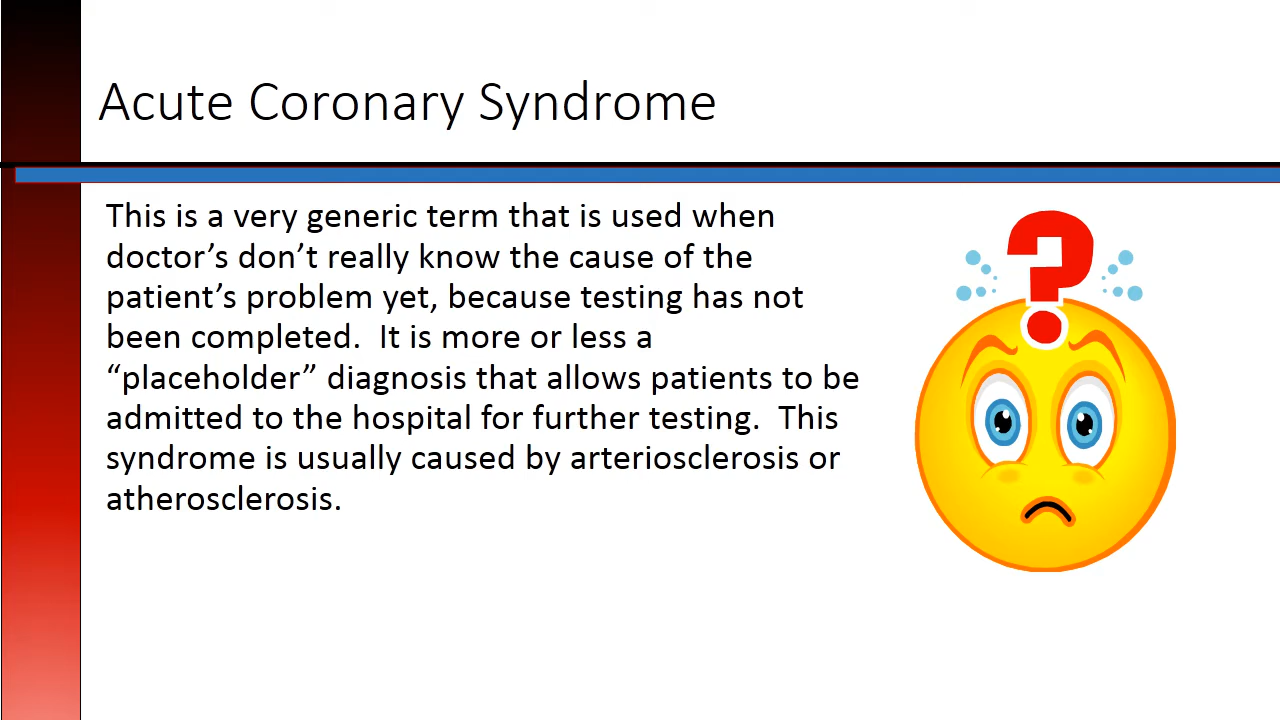 Acute Coronary Syndrome
This is a very generic term that is used when
doctor’s don’t really know the cause of the
patient’s problem yet, because testing has not
been completed.  It is more or less a
“placeholder” diagnosis that allows patients to be
admitted to the hospital for further testing.  This
syndrome is usually caused by arteriosclerosis or
atherosclerosis.
?